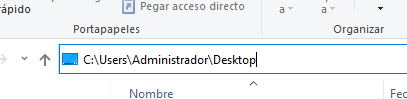 rápido
Pegar acceso directo
a
a
Portapapeles
Organizar
C:\Users\Administrador\Desktop
Nombre
Fec